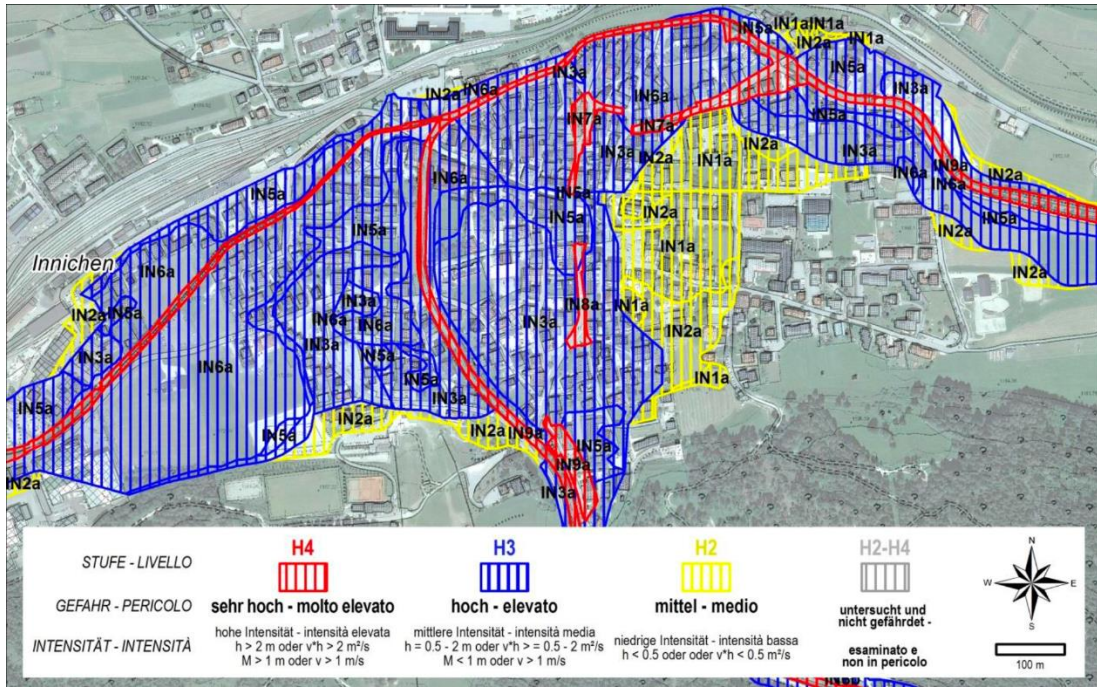 IN1a
IN1a
IN5a
IN2a
IN1a
IN3a
IN5a
IN2a
IN6a
IN6a
IN3a
IN7a
IN7a
IN5a
IN3a
IN2a
IN1a
IN2a
IN3a
IN6a
IN9a
IN6a
IN2a
IN6a
IN5a
IN5a
IN5a
IN2a
IN5a
IN5a
IN2a
IN1a
Innichen
IN6a
IN2a
IN5a
IN3a
IN6a
IN6a
IN3a
IN8a
IN1a
IN2a
IN2a
IN3a
IN6a
IN3a
IN5a
IN5a
IN1a
IN3a
IN5a
IN2a
IN2a
IN9a
IN5a
IN5a
IN9a
IN2a
IN3a
STUFE - LIVELLO
H4
H3
H2
H2-H4
GEFAHR - PERICOLO
sehr hoch - molto elevato
hoch - elevato
mittel - medio
untersucht und
nicht gefährdet -
esaminato e
non in pericolo
INTENSITÄT - INTENSITÀ
hohe Intensität - intensità elevata
h > 2 m oder v*h > 2 m²/s
M > 1 m oder v > 1 m/s
mittlere Intensität - intensità media
h = 0.5 - 2 m oder v*h > = 0.5 - 2 m²/s
M < 1 m oder v > 1 m/s
niedrige Intensität - intensità bassa
h < 0.5 oder oder v*h < 0.5 m²/s
N
W
E
S
100 m